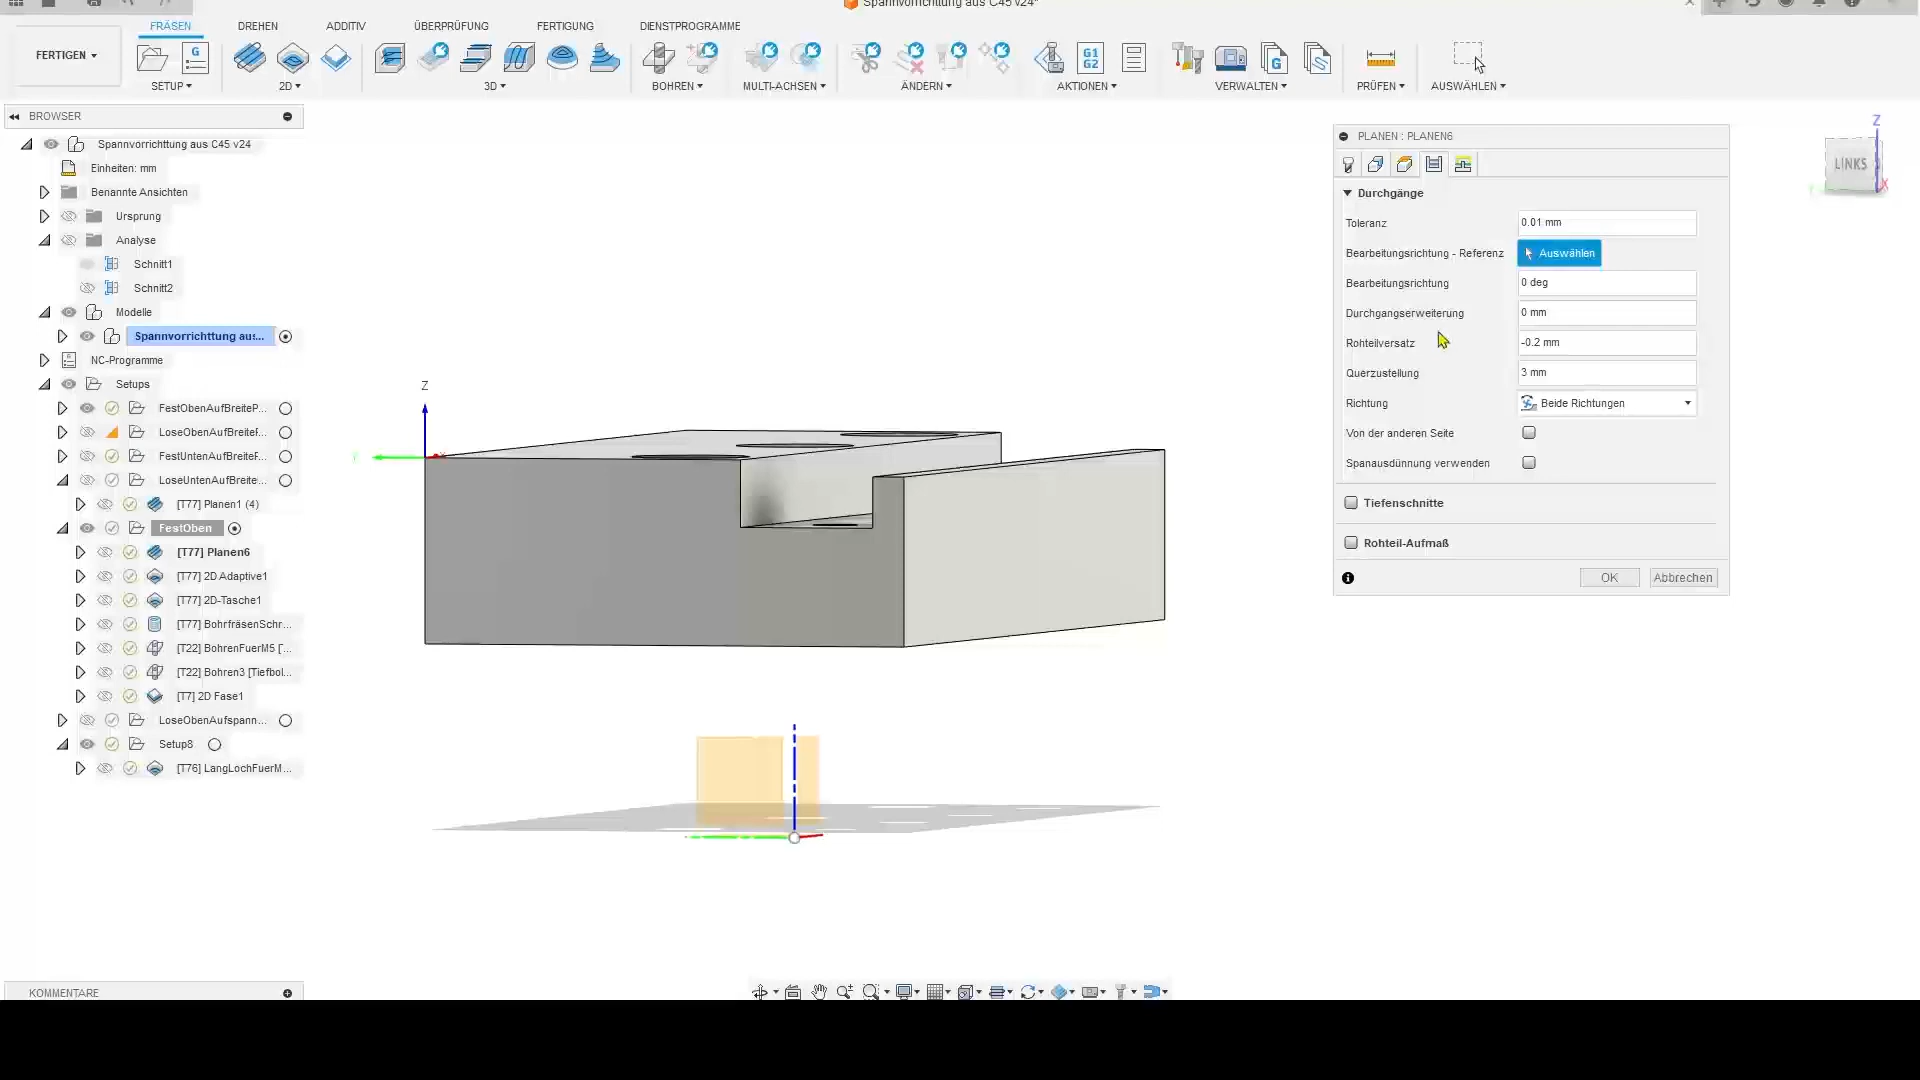 Spannvorrichtung aus C45 v24*
FRÄSEN
DREHEN
ADDITIV
ÜBERPRÜFUNG
FERTIGUNG
DIENSTPROGRAMME
FERTIGEN
G
G1
G2
G
SETUP
2D
3D
BOHREN
MULTI-ACHSEN
ÄNDERN
AKTIONEN
VERWALTEN
PRÜFEN
AUSWÄHLEN
BROWSER
Spannvorrichttung aus C45 v24
Einheiten: mm
Benannte Ansichten
Ursprung
Analyse
Schnitt1
Schnitt2
Modelle
Spannvorrichttung aus...
NC-Programme
Setups
FestObenAufBreiteP...
LoseObenAufBreiteF...
FestUntenAufBreiteF...
LoseUntenAufBreite...
[T77] Planen1 (4)
FestOben
[T77] Planen6
[T77] 2D Adaptive1
[T77] 2D-Tasche1
[T77] BohrfräsenSchr...
[T22] BohrenFuerM5 [T...
[T22] Bohren3 [Tiefbol...
[T7] 2D Fase1
LoseObenAufspann...
Setup8
[T76] LangLochFuerM...
KOMMENTARE
Z
PLANEN : PLANEN6
Durchgänge
Toleranz 0.01 mm
Bearbeitungsrichtung - Referenz Auswählen
Bearbeitungsrichtung 0 deg
Durchgangserweiterung 0 mm
Rohteilversatz -0.2 mm
Querzustellung 3 mm
Richtung Beide Richtungen
Von der anderen Seite
Spanausdünnung verwenden
Tiefenschnitte
Rohteil-Aufmaß
OK Abbrechen
Z
LINKS
X